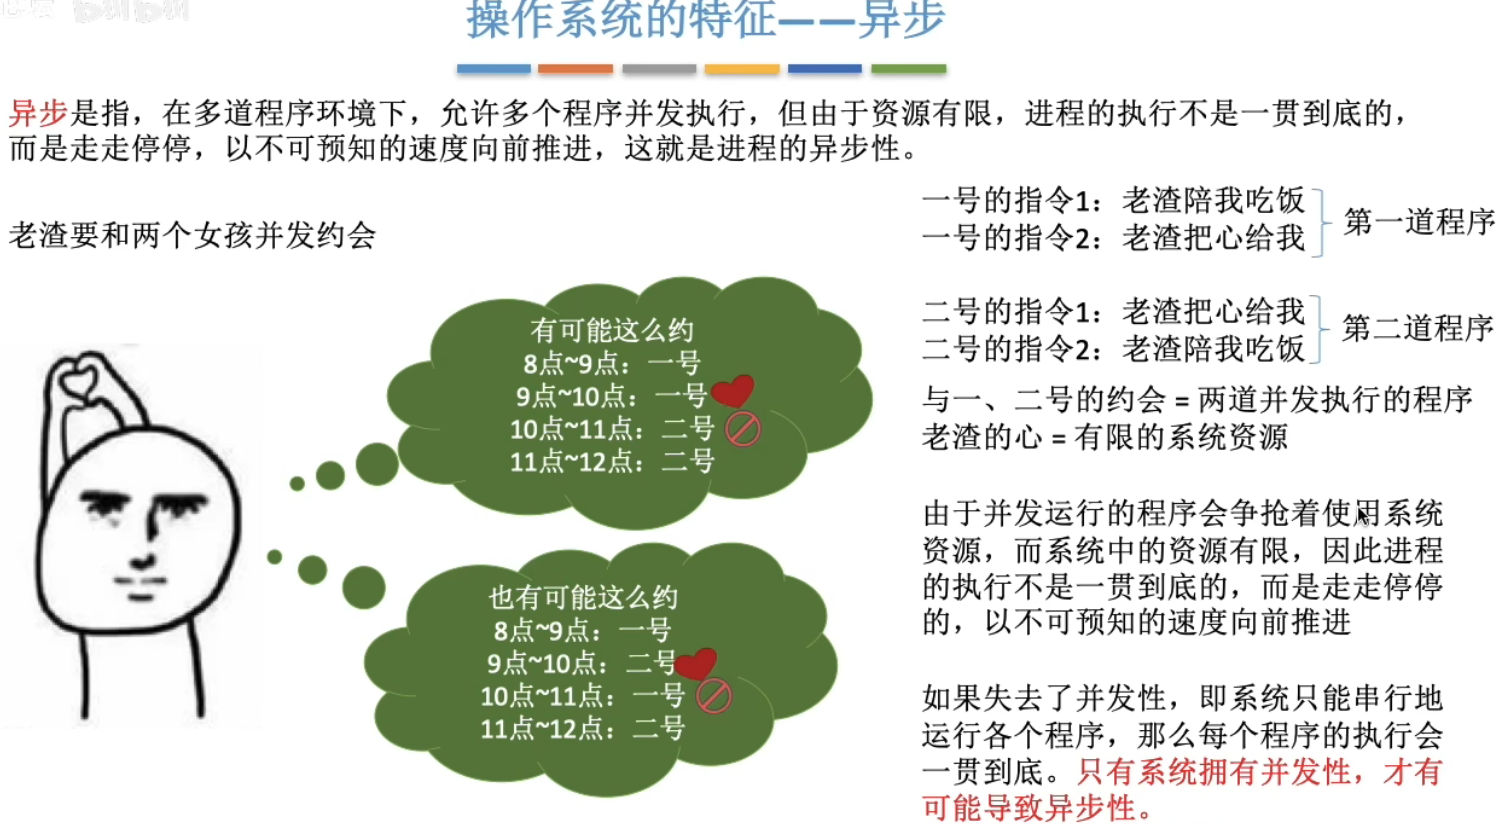 操作系统的特征——异步
异步是指，在多道程序环境下，允许多个程序并发执行，但由于资源有限，进程的执行不是一贯到底的，
而是走走停停，以不可预知的速度向前推进，这就是进程的异步性。
老渣要和两个女孩并发约会
有可能这么约
8点~9点：一号
9点~10点：一号
10点~11点：二号
11点~12点：二号
也有可能这么约
8点~9点：一号
9点~10点：二号
10点~11点：一号
11点~12点：二号
一号的指令1：老渣陪我吃饭
一号的指令2：老渣把心给我
第一道程序
二号的指令1：老渣把心给我
二号的指令2：老渣陪我吃饭
第二道程序
与一、二号的约会 = 两道并发执行的程序
老渣的心 = 有限的系统资源
由于并发运行的程序会争抢着使用系统
资源，而系统中的资源有限，因此进程
的执行不是一贯到底的，而是走走停停
的，以不可预知的速度向前推进
如果失去了并发性，即系统只能串行地
运行各个程序，那么每个程序的执行会
一贯到底。只有系统拥有并发性，才有
可能导致异步性。